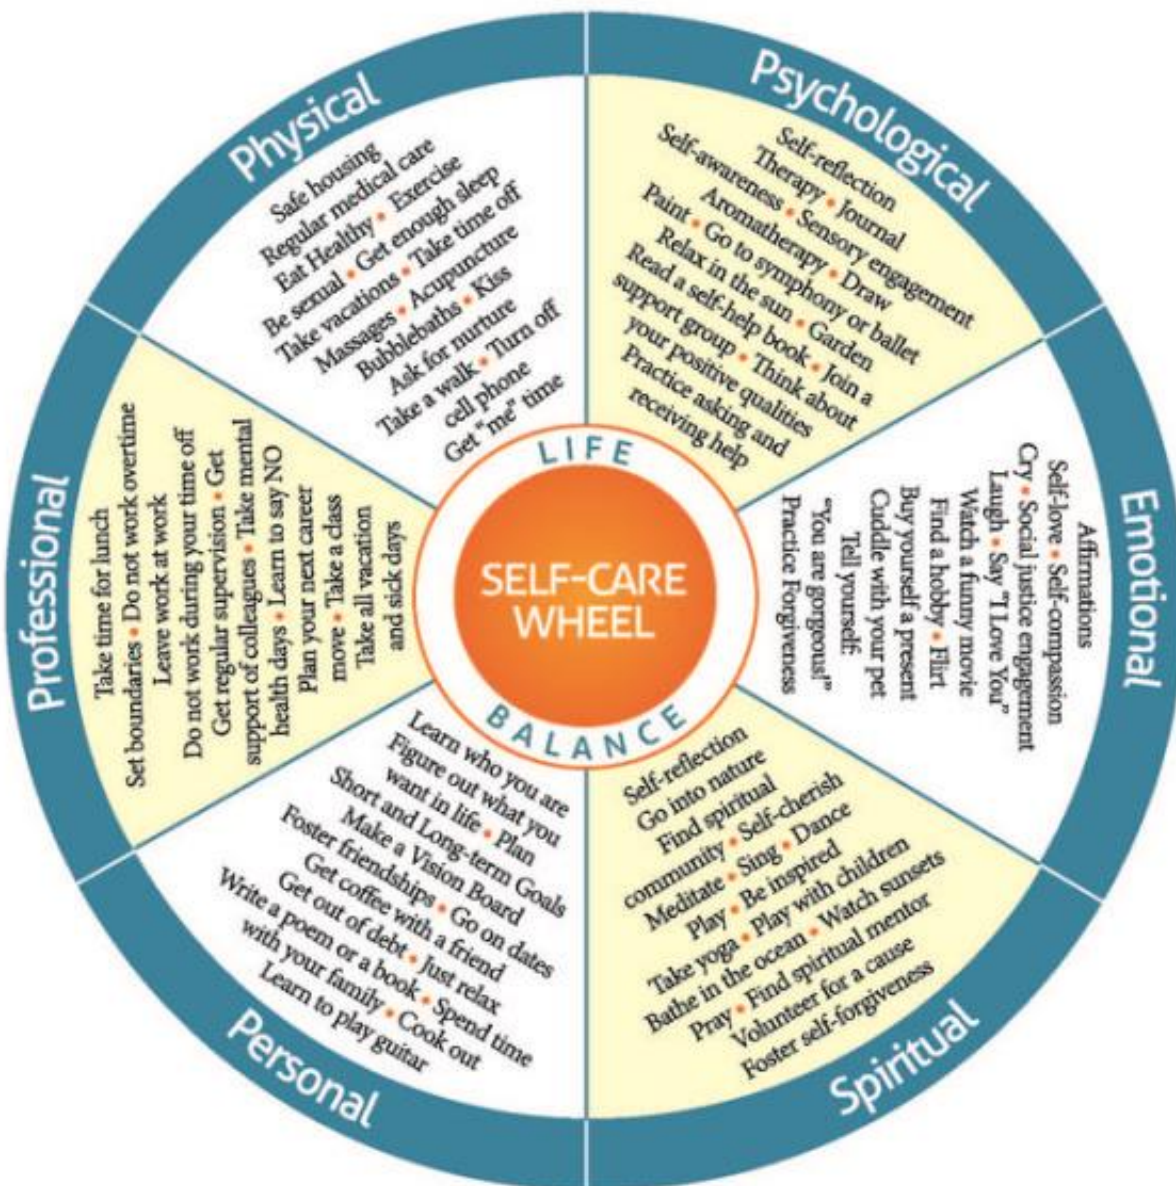 Physical
Safe housing
Regular medical care
Eat Healthy • Exercise
Be sexual • Get enough sleep
Take vacations • Take time off
Massages • Acupuncture
Bubblebaths • Kiss
Ask for nurture
Take a walk • Turn off
cell phone
Get “me” time
Psychological
Self-reflection
Therapy • Journal
Self-awareness • Sensory engagement
Aromatherapy • Draw
Paint • Go to symphony or ballet
Relax in the sun • Garden
Read a self-help book • Join a
support group • Think about
your positive qualities
Practice asking and
receiving help
Emotional
Affirmations
Self-love • Self-compassion
Cry • Social justice engagement
Laugh • Say "I Love You"
Watch a funny movie
Find a hobby • Flirt
Buy yourself a present
Cuddle with your pet
Tell yourself:
“You are gorgeous!”
Practice Forgiveness
Spiritual
Self-reflection
Go into nature
Find spiritual
community • Self-cherish
Meditate • Sing • Dance
Play • Be inspired
Take yoga • Play with children
Bathe in the ocean • Watch sunsets
Pray • Find spiritual mentor
Volunteer for a cause
Foster self-forgiveness
Personal
Learn who you are
Figure out what you
want in life • Plan
Short and Long-term Goals
Make a Vision Board
Foster friendships • Go on dates
Get coffee with a friend
Get out of debt • Just relax
Write a poem or a book • Spend time
with your family • Cook out
Learn to play guitar
Professional
Take time for lunch
Set boundaries • Do not work overtime
Leave work at work
Do not work during your time off
Get regular supervision • Get
support of colleagues • Take mental
health days • Learn to say NO
Plan your next career
move • Take a class
Take all vacation
and sick days
LIFE
SELF-CARE
WHEEL
BALANCE